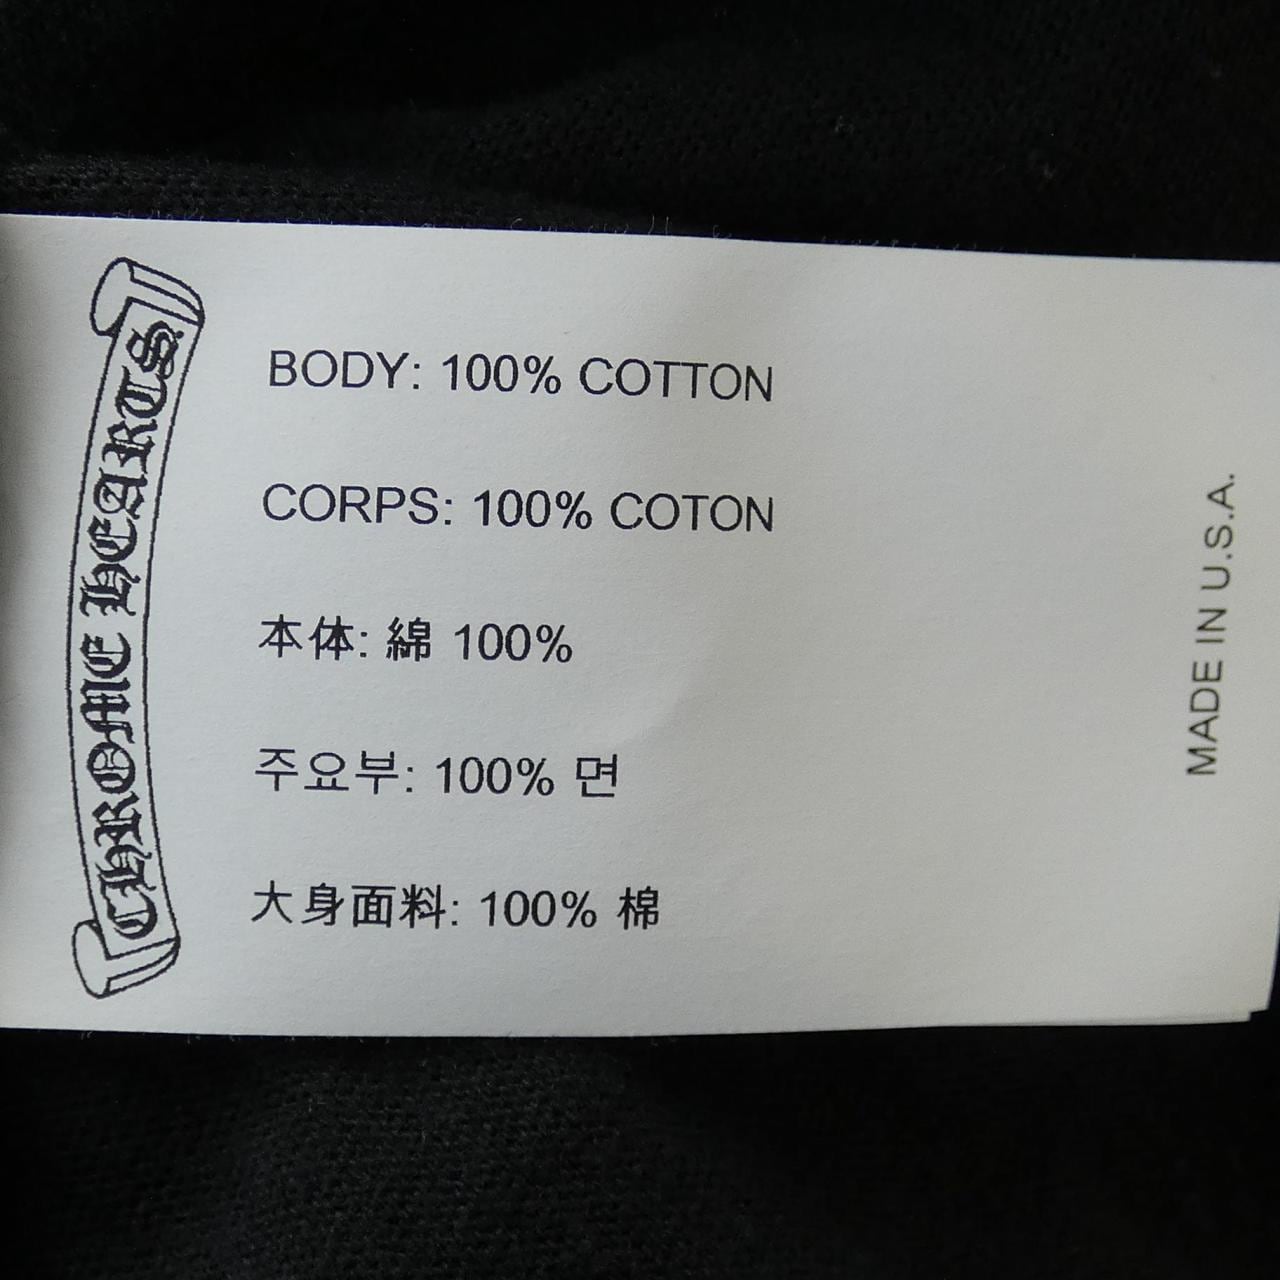 CHROME HEARTS
BODY: 100% COTTON
CORPS: 100% COTON
本体: 綿 100%
주요부: 100% 면
大身面料: 100% 棉
MADE IN U.S.A.